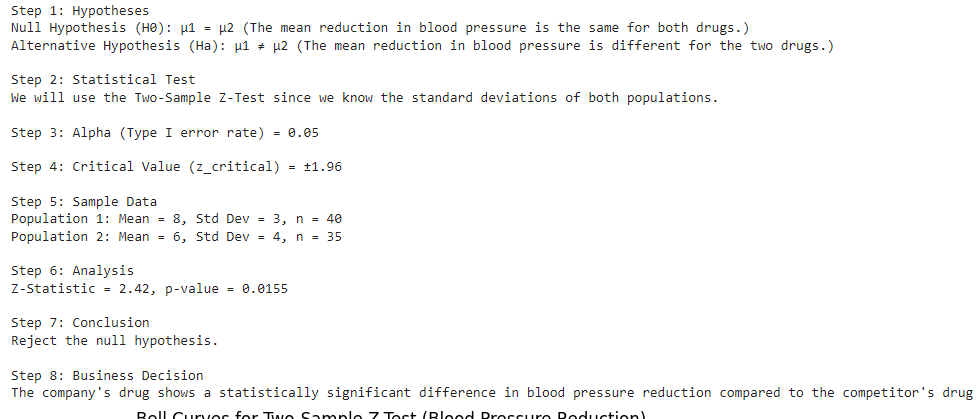 Step 1: Hypotheses
Null Hypothesis (H0): μ1 = μ2 (The mean reduction in blood pressure is the same for both drugs.)
Alternative Hypothesis (Ha): μ1 ≠ μ2 (The mean reduction in blood pressure is different for the two drugs.)
Step 2: Statistical Test
We will use the Two-Sample Z-Test since we know the standard deviations of both populations.
Step 3: Alpha (Type I error rate) = 0.05
Step 4: Critical Value (z_critical) = ±1.96
Step 5: Sample Data
Population 1: Mean = 8, Std Dev = 3, n = 40
Population 2: Mean = 6, Std Dev = 4, n = 35
Step 6: Analysis
Z-Statistic = 2.42, p-value = 0.0155
Step 7: Conclusion
Reject the null hypothesis.
Step 8: Business Decision
The company's drug shows a statistically significant difference in blood pressure reduction compared to the competitor's drug
Bell Curves for Two-Sample Z-Test (Blood Pressure Reduction)